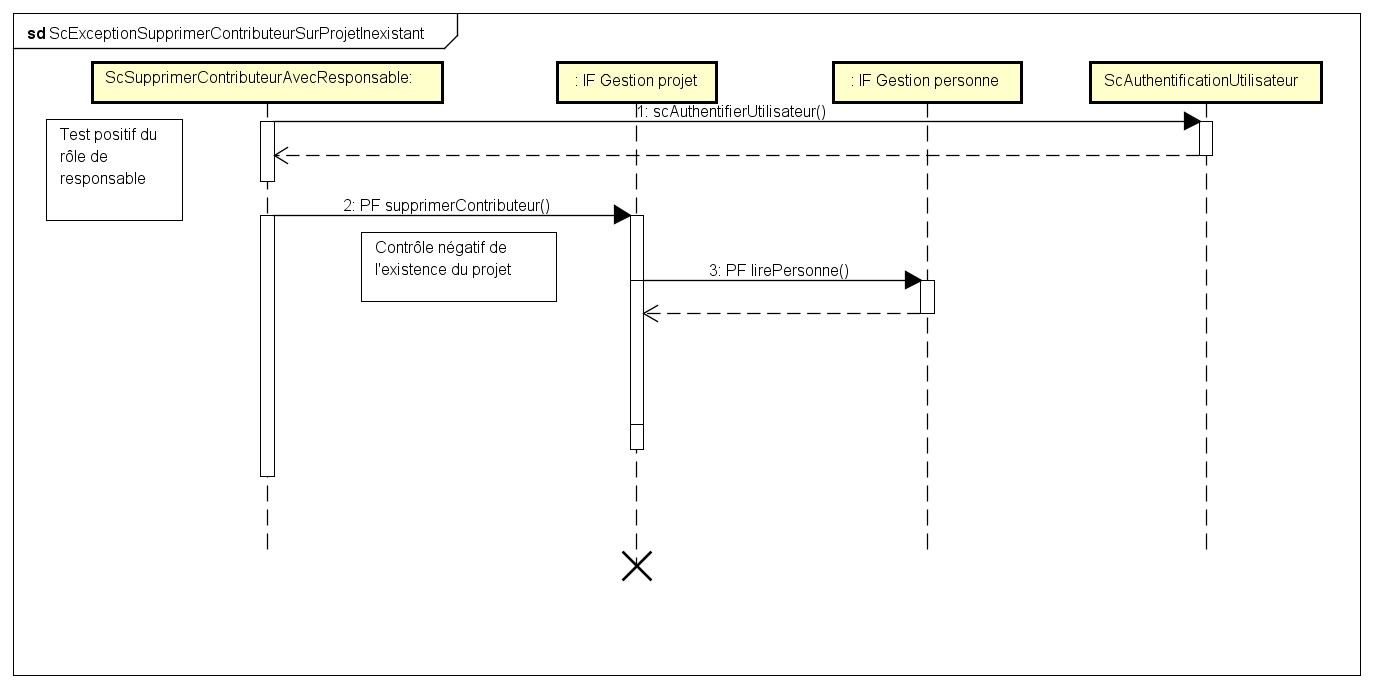 sd ScExceptionSupprimerContributeurSurProjetInexistant
ScSupprimerContributeurAvecResponsable:
: IF Gestion projet
: IF Gestion personne
ScAuthentificationUtilisateur
1: scAuthentifierUtilisateur()
Test positif du
rôle de
responsable
2: PF supprimerContributeur()
Contrôle négatif de
l'existence du projet
3: PF lirePersonne()